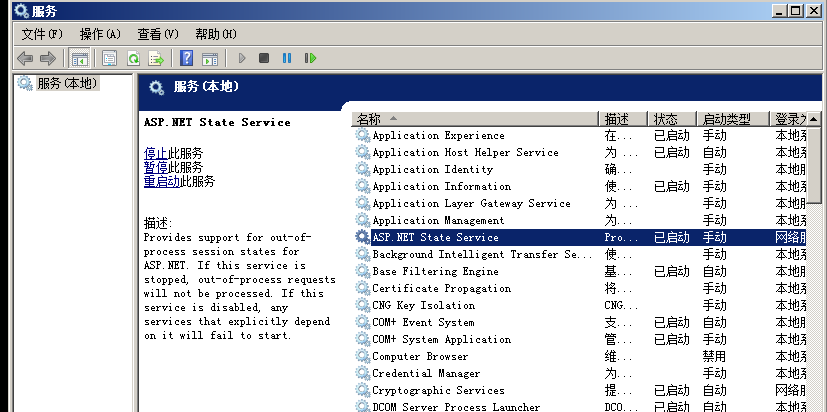 服务
文件(F) 操作(A) 查看(V) 帮助(H)
服务(本地)
服务(本地)
ASP.NET State Service
停止此服务
暂停此服务
重启动此服务
描述:
Provides support for out-of-
process session states for
ASP.NET. If this service is
stopped, out-of-process requests
will not be processed. If this
service is disabled, any
services that explicitly depend
on it will fail to start.
名称 描述 状态 启动类型 登录为
Application Experience 在... 已启动 手动 本地系
Application Host Helper Service 为 ... 已启动 自动 本地系
Application Identity 确... 手动 本地服
Application Information 使... 已启动 手动 本地系
Application Layer Gateway Service 为 ... 手动 本地服
Application Management 为 ... 手动 本地系
ASP.NET State Service Pro... 已启动 手动 网络服
Background Intelligent Transfer Se... 使... 手动 本地系
Base Filtering Engine 基... 已启动 自动 本地服
Certificate Propagation 将... 手动 本地系
CNG Key Isolation CNG... 手动 本地系
COM+ Event System 支... 已启动 自动 本地服
COM+ System Application 管... 已启动 手动 本地系
Computer Browser 维... 禁用 本地系
Credential Manager 为... 手动 本地系
Cryptographic Services 提... 已启动 自动 网络服
DCOM Server Process Launcher DCO... 已启动 自动 本地系